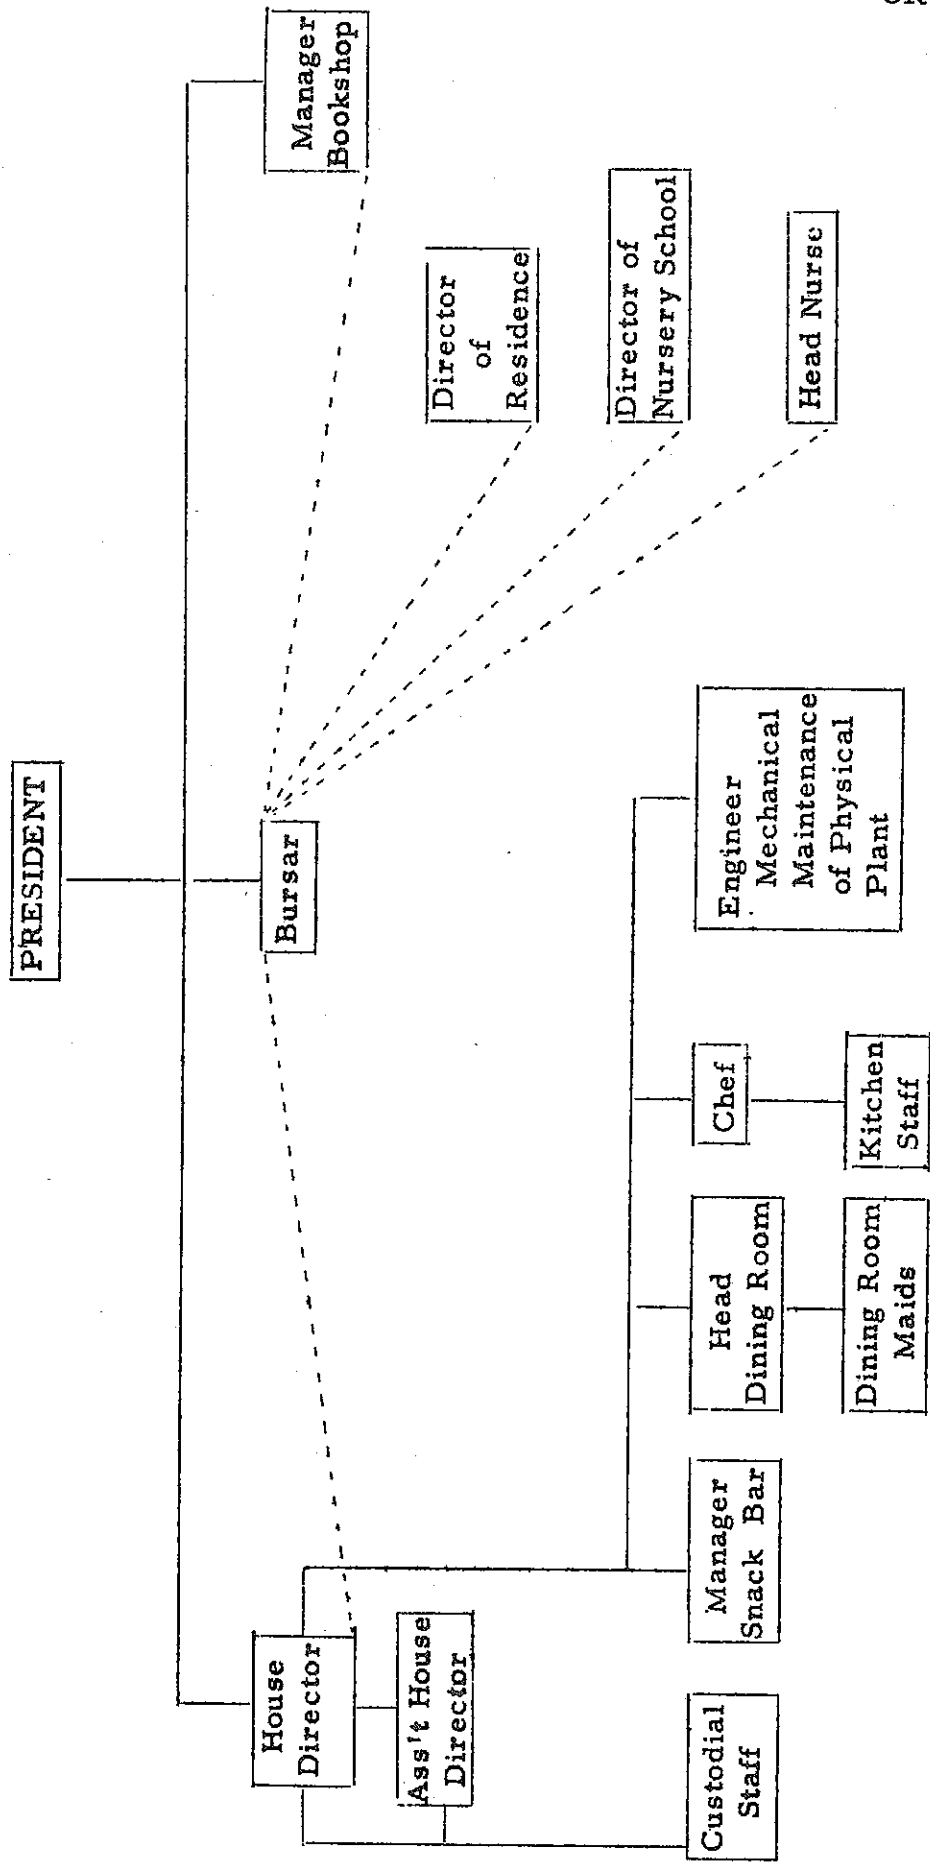 PRESIDENT
House
Director
Bursar
Manager
Bookshop
Ass't House
Director
Director
of
Residence
Director of
Nursery School
Head Nurse
Custodial
Staff
Manager
Snack Bar
Head
Dining Room
Chef
Engineer
Mechanical
Maintenance
of Physical
Plant
Dining Room
Maids
Kitchen
Staff